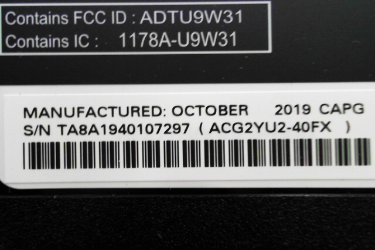 Contains FCC ID : ADTU9W31
Contains IC : 1178A-U9W31
MANUFACTURED: OCTOBER 2019 CAPG
S/N TA8A1940107297 ( ACG2YU2-40FX )